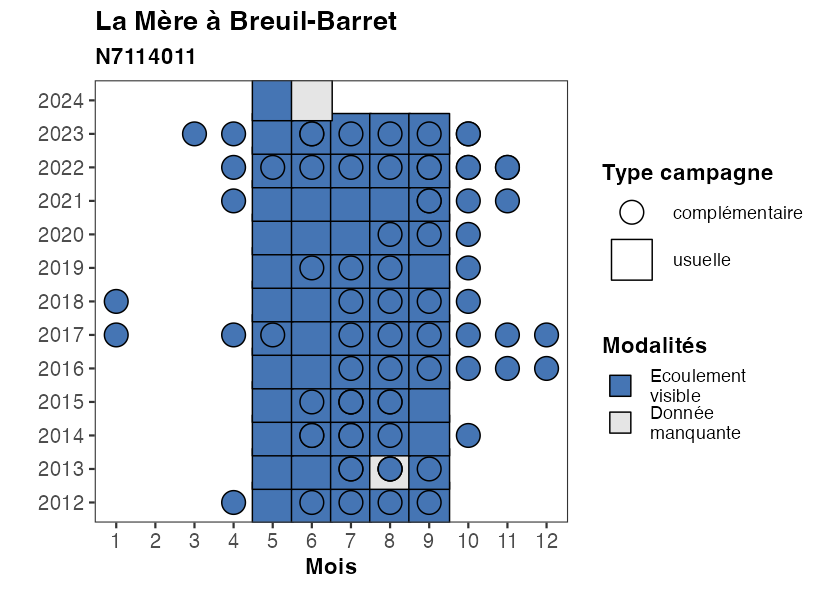 La Mère à Breuil-Barret
N7114011
2024
2023
2022
2021
2020
2019
2018
2017
2016
2015
2014
2013
2012
1 2 3 4 5 6 7 8 9 10 11 12
Mois
Type campagne
complémentaire
usuelle
Modalités
Ecoulement
visible
Donnée
manquante